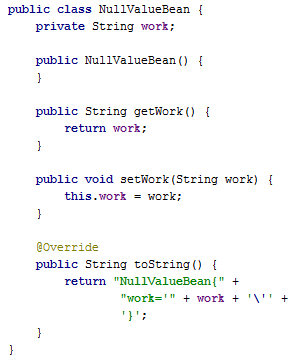 public class NullValueBean {
    private String work;

    public NullValueBean() {
    }

    public String getWork() {
        return work;
    }

    public void setWork(String work) {
        this.work = work;
    }

    @Override
    public String toString() {
        return "NullValueBean{" +
                "work='" + work + '\'' +
                '}';
    }
}